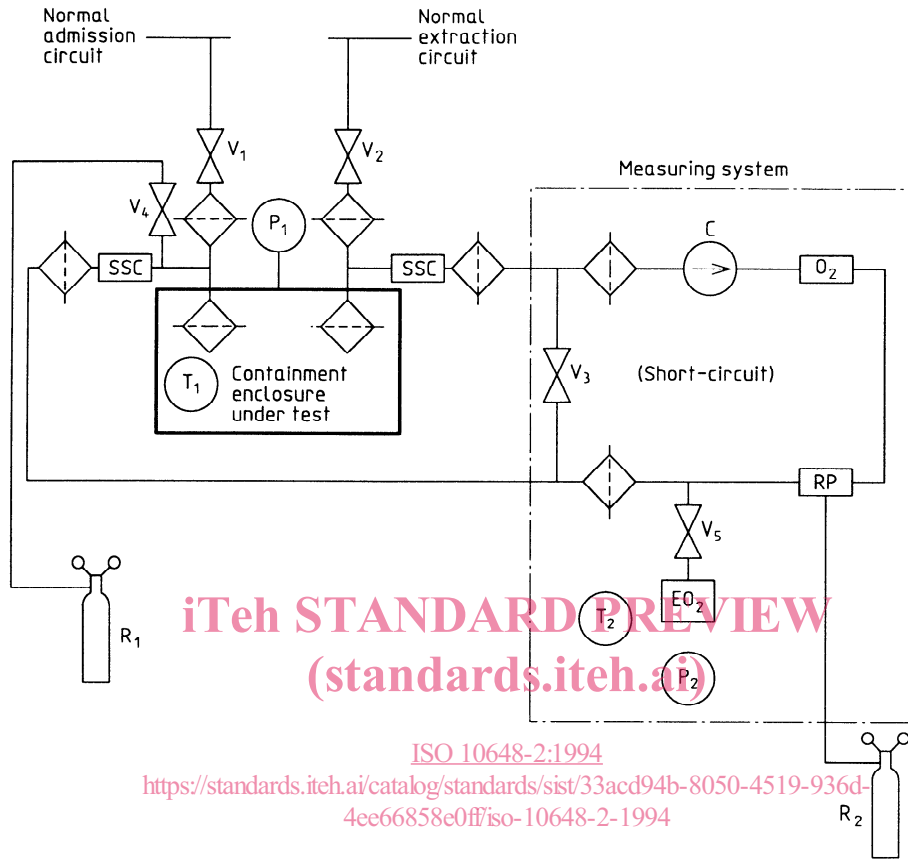 Normal
admission
circuit
Normal
extraction
circuit
V1
V2
Measuring system
V4
P1
C
SSC
SSC
O2
V3
(Short-circuit)
T1
Containment
enclosure
under test
RP
V5
EO2
R1
T2
iTeh STANDARD PREVIEW
P2
(standards.iteh.ai)
ISO 10648-2:1994
https://standards.iteh.ai/catalog/standards/sist/33acd94b-8050-4519-936d-
4ee66858e0ff/iso-10648-2-1994
R2